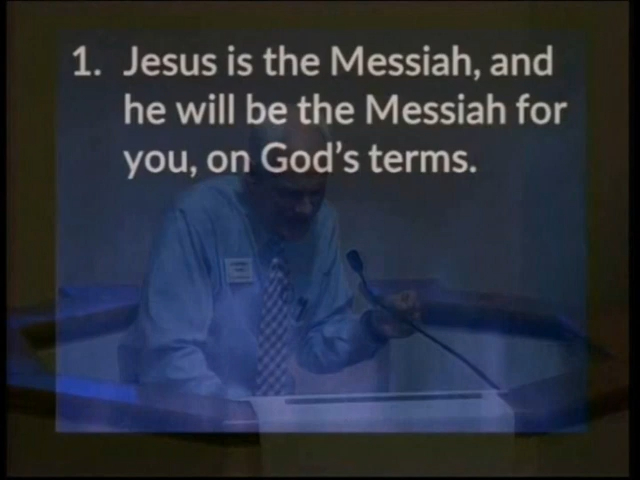 1. Jesus is the Messiah, and
he will be the Messiah for
you, on God's terms.